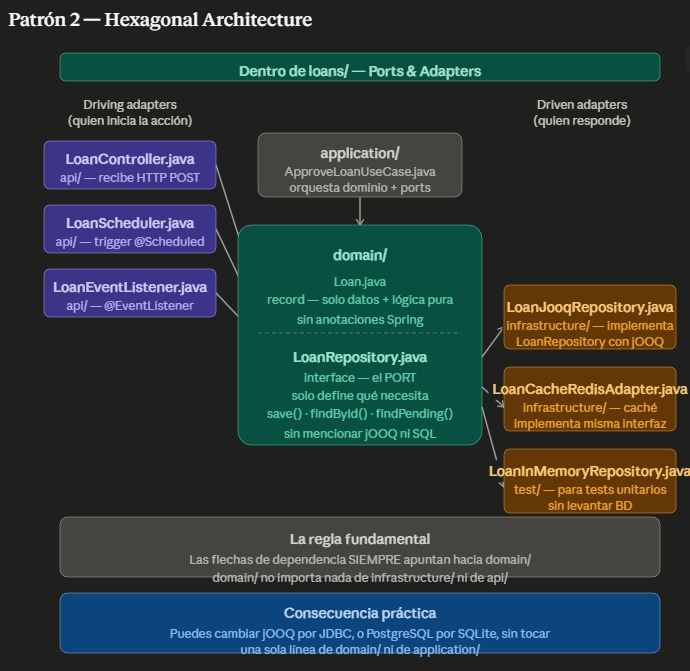 Patrón 2 — Hexagonal Architecture
Dentro de loans/ — Ports & Adapters
Driving adapters
(quien inicia la acción)
Driven adapters
(quien responde)
LoanController.java
api/ — recibe HTTP POST
LoanScheduler.java
api/ — trigger @Scheduled
LoanEventListener.java
api/ — @EventListener
application/
ApproveLoanUseCase.java
orquesta dominio + ports
domain/
Loan.java
record — solo datos + lógica pura
sin anotaciones Spring
LoanRepository.java
interface — el PORT
solo define qué necesita
save() · findById() · findPending()
sin mencionar jOOQ ni SQL
LoanJooqRepository.java
infrastructure/ — implementa
LoanRepository con jOOQ
LoanCacheRedisAdapter.java
infrastructure/ — caché
implementa misma interfaz
LoanInMemoryRepository.java
test/ — para tests unitarios
sin levantar BD
La regla fundamental
Las flechas de dependencia SIEMPRE apuntan hacia domain/
domain/ no importa nada de infrastructure/ ni de api/
Consecuencia práctica
Puedes cambiar jOOQ por JDBC, o PostgreSQL por SQLite, sin tocar
una sola línea de domain/ ni de application/